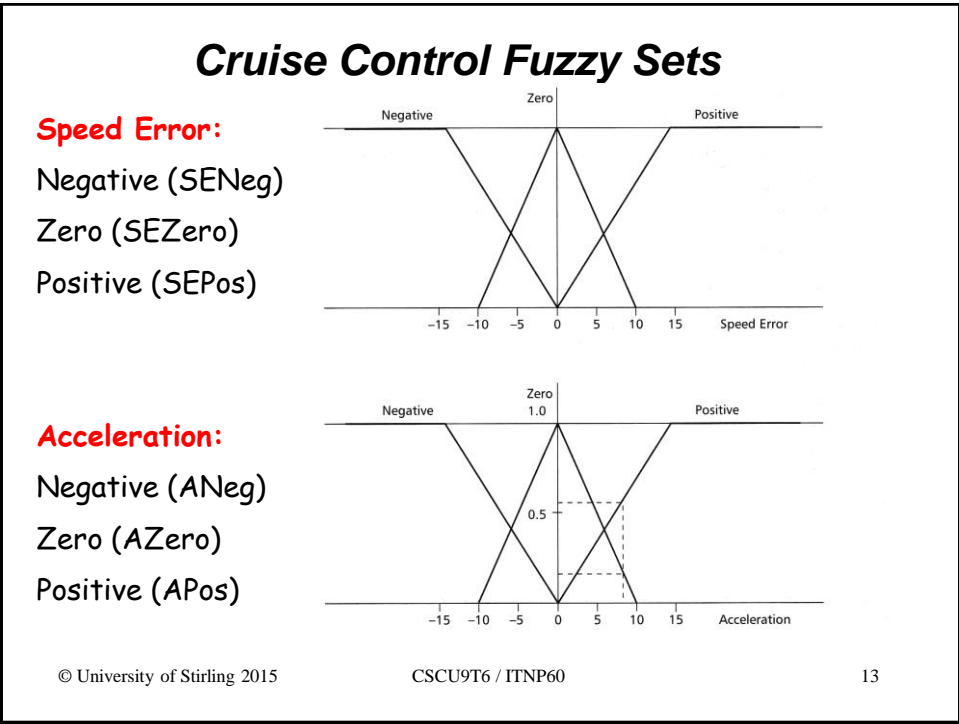 Cruise Control Fuzzy Sets
Speed Error:
Negative (SENeg)
Zero (SEZero)
Positive (SEPos)
Negative
Zero
Positive
–15 –10 –5 0 5 10 15 Speed Error
Acceleration:
Negative (ANeg)
Zero (AZero)
Positive (APos)
Negative
Zero
1.0
Positive
0.5
–15 –10 –5 0 5 10 15 Acceleration
© University of Stirling 2015
CSCU9T6 / ITNP60
13